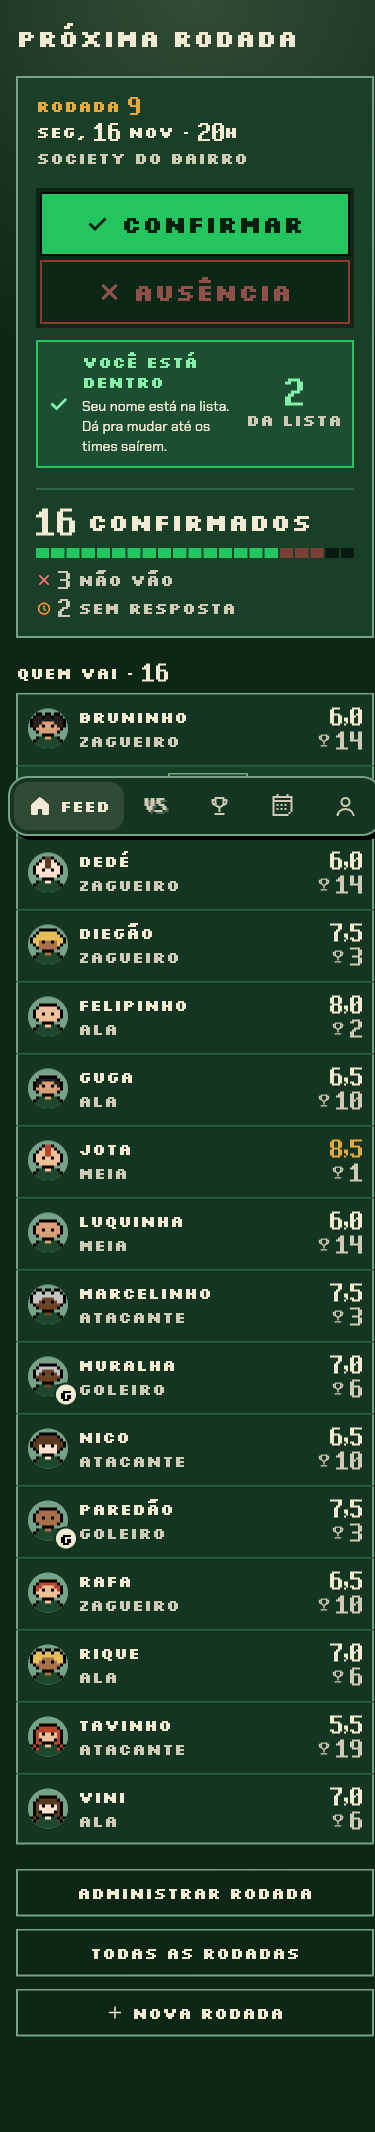 PRÓXIMA RODADA
RODADA 9
SEG, 16 NOV · 20H
SOCIETY DO BAIRRO
CONFIRMAR
AUSÊNCIA
VOCÊ ESTÁ
DENTRO
Seu nome está na lista.
Dá pra mudar até os
times saírem.
2
DA LISTA
16 CONFIRMADOS
3 NÃO VÃO
2 SEM RESPOSTA
QUEM VAI · 16
BRUNINHO 6,0
ZAGUEIRO 14
FEED VS
DEDÉ 6,0
ZAGUEIRO 14
DIEGÃO 7,5
ZAGUEIRO 3
FELIPINHO 8,0
ALA 2
GUGA 6,5
ALA 10
JOTA 8,5
MEIA 1
LUQUINHA 6,0
MEIA 14
MARCELINHO 7,5
ATACANTE 3
MURALHA 7,0
G GOLEIRO 6
NICO 6,5
ATACANTE 10
PAREDÃO 7,5
G GOLEIRO 3
RAFA 6,5
ZAGUEIRO 10
RIQUE 7,0
ALA 6
TAVINHO 5,5
ATACANTE 19
VINI 7,0
ALA 6
ADMINISTRAR RODADA
TODAS AS RODADAS
+ NOVA RODADA